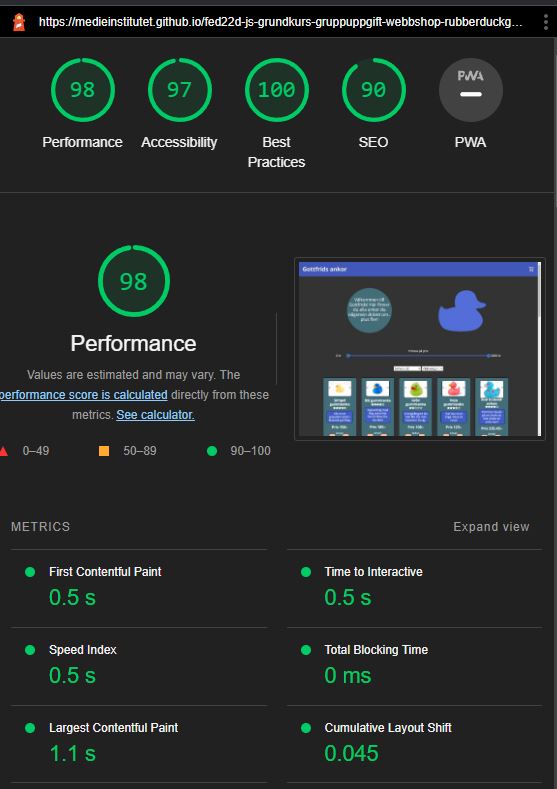 https://medieinstitutet.github.io/fed22d-js-grundkurs-gruppuppgift-webbshop-rubberduckg...
98 97 100 90 PWA
Performance Accessibility Best Practices SEO PWA
98
Performance
Values are estimated and may vary. The
performance score is calculated directly from these
metrics. See calculator.
0–49 50–89 90–100
Gottfrids ankor
METRICS Expand view
First Contentful Paint Time to Interactive
0.5 s 0.5 s
Speed Index Total Blocking Time
0.5 s 0 ms
Largest Contentful Paint Cumulative Layout Shift
1.1 s 0.045